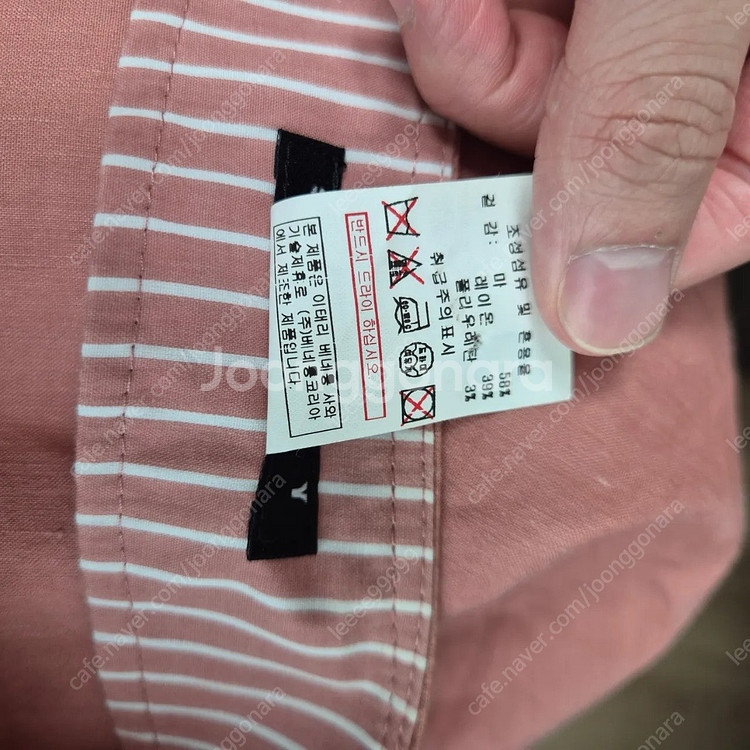 조성섬유 및 혼용율
겉 감 : 마 58%
레이온 39%
폴리우레탄 3%
취급주의표시
반드시 드라이 하십시오
본 제품은 이태리 베네통 사와
기술제휴로 (주)베네통코리아
에서 제조한 제품입니다.
Y
Joonggonara
cafe.naver.com/joonggonara